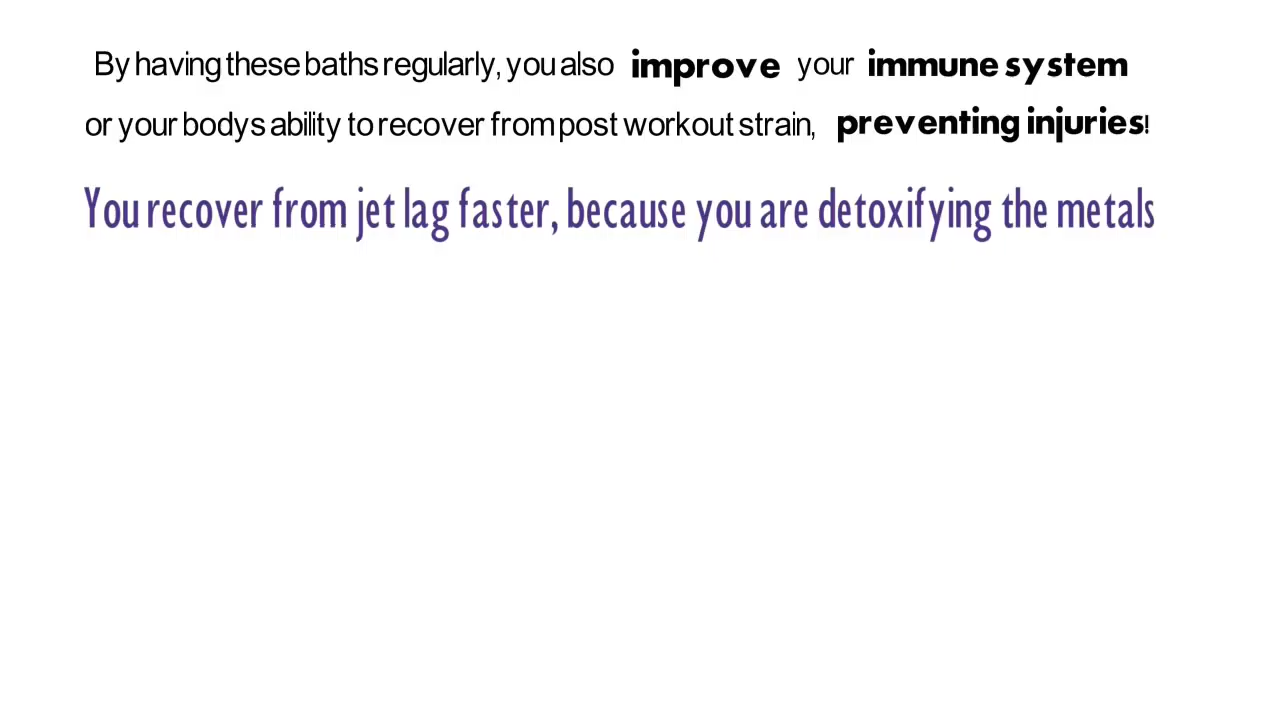 By having these baths regularly, you also improve your immune system
or your bodys ability to recover from post workout strain, preventing injuries!
You recover from jet lag faster, because you are detoxifying the metals